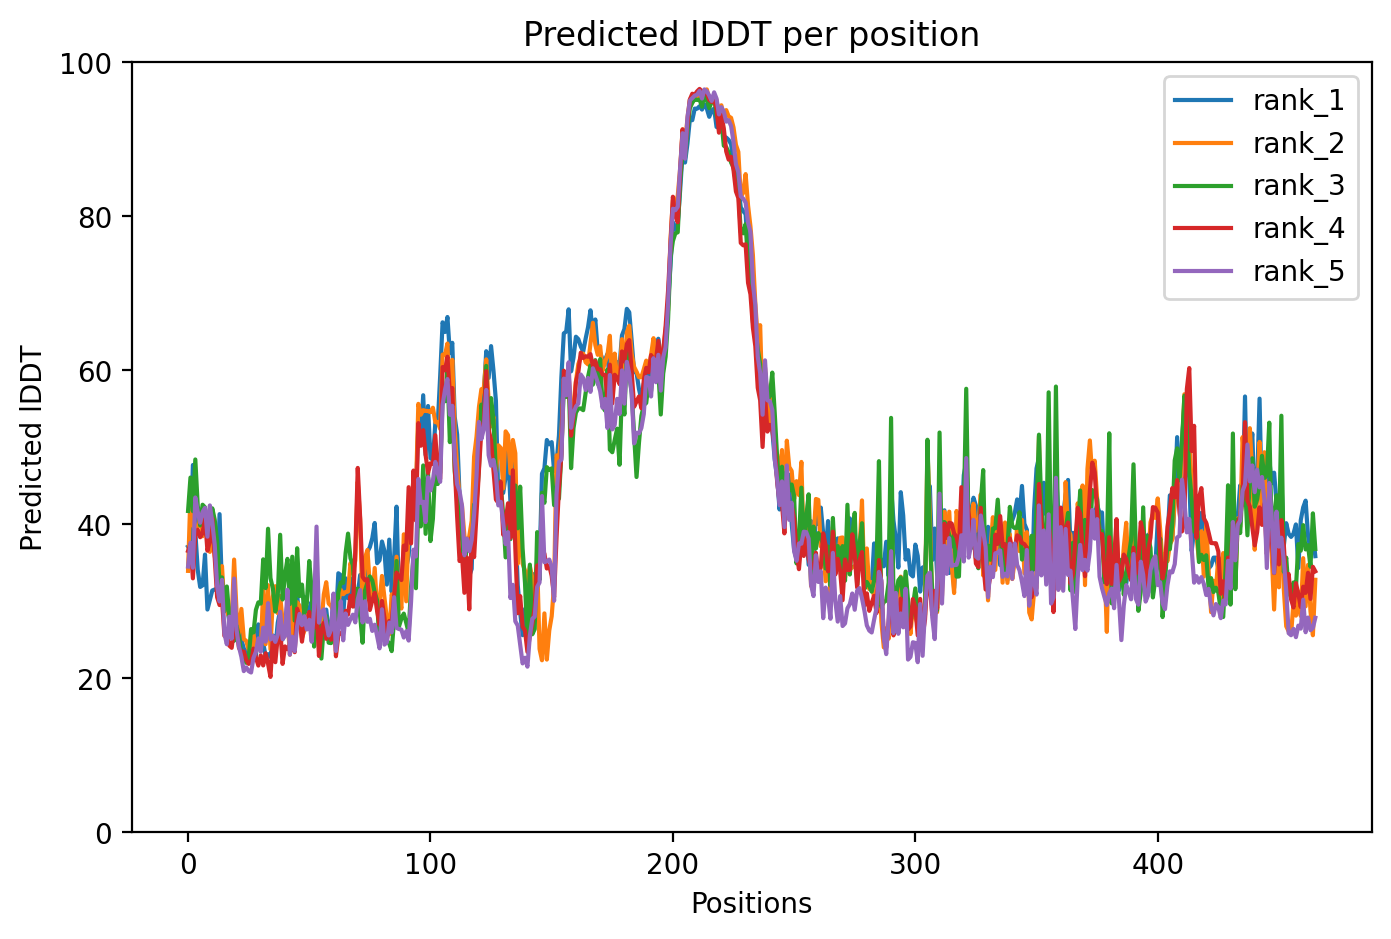 Predicted lDDT per position
100
80
60
40
20
0
Predicted lDDT
0 100 200 300 400
Positions
rank_1
rank_2
rank_3
rank_4
rank_5